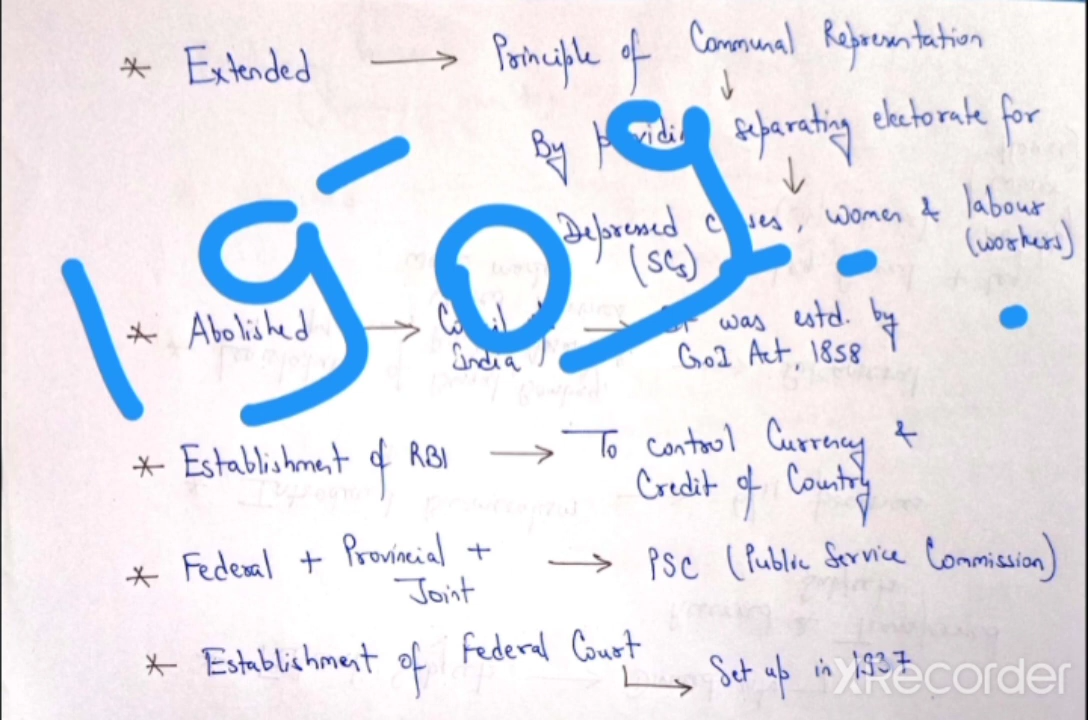 * Extended → Principle of Communal Representation
↓
By separating electorate for
↓
Depressed , women & labour
(SCs) (workers)
1909
* Abolished → → was estd. by
India GoI Act, 1858
* Establishment of RBI → To control Currency &
Credit of Country
* Federal + Provincial + → PSC (Public Service Commission)
Joint
* Establishment of Federal Court
→ Set up in 1937
XRecorder